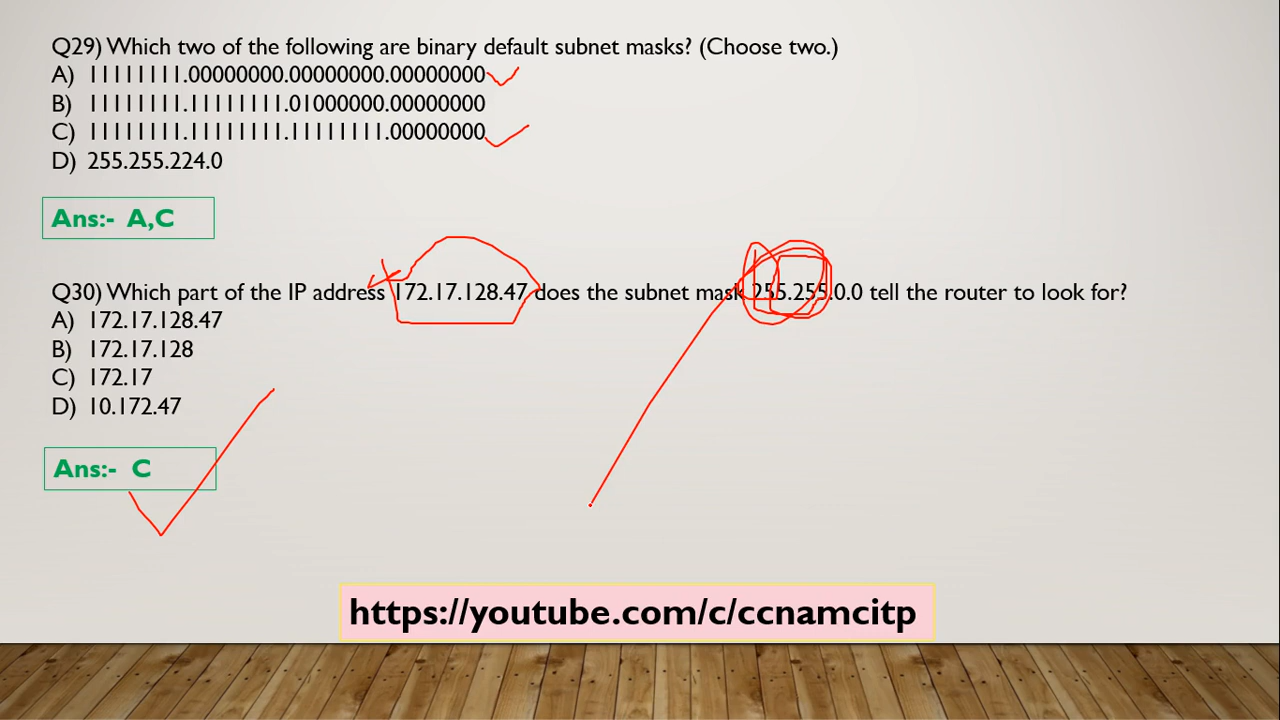 Q29) Which two of the following are binary default subnet masks? (Choose two.)
A) 11111111.00000000.00000000.00000000
B) 11111111.11111111.01000000.00000000
C) 11111111.11111111.11111111.00000000
D) 255.255.224.0
Ans:- A,C
Q30) Which part of the IP address 172.17.128.47 does the subnet mask 255.255.0.0 tell the router to look for?
A) 172.17.128.47
B) 172.17.128
C) 172.17
D) 10.172.47
Ans:- C
https://youtube.com/c/ccnamcitp